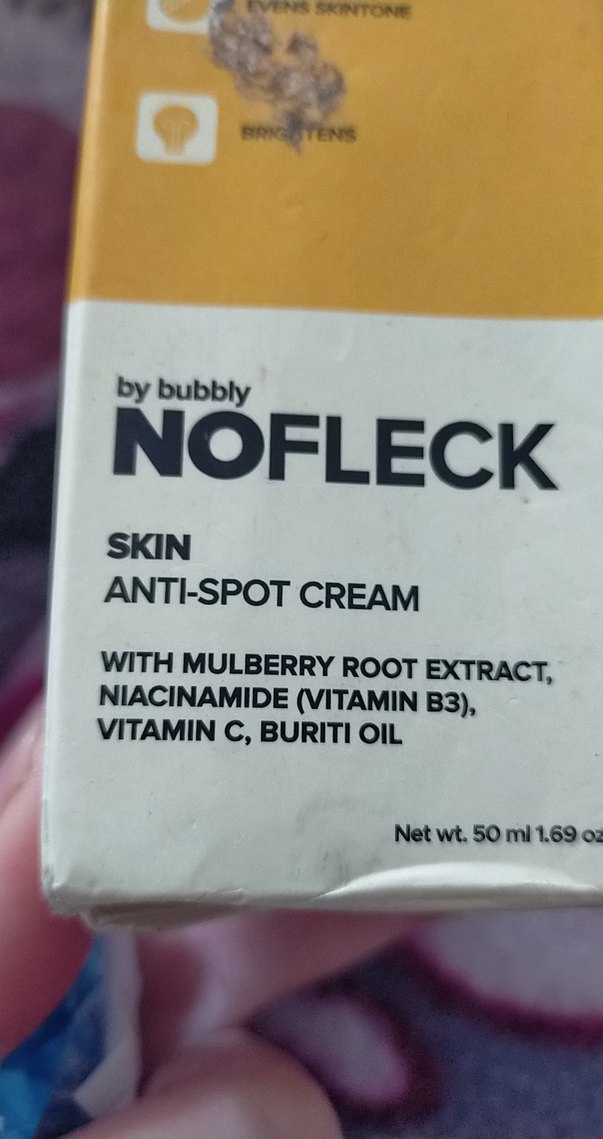 EVENS SKINTONE
BRIGHTENS
by bubbly
NOFLECK
SKIN
ANTI-SPOT CREAM
WITH MULBERRY ROOT EXTRACT,
NIACINAMIDE (VITAMIN B3),
VITAMIN C, BURITI OIL
Net wt. 50 ml 1.69 oz